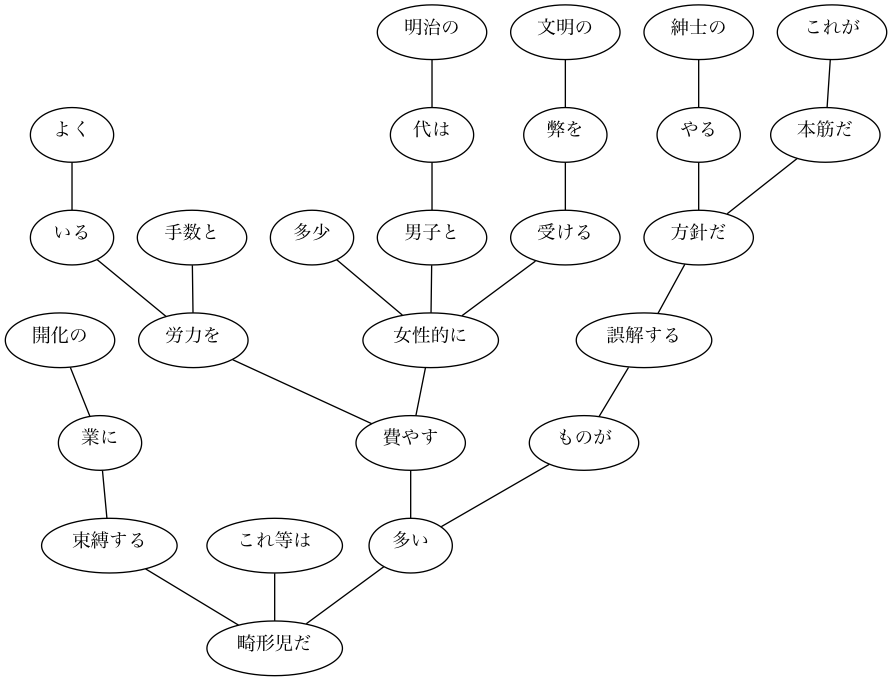 明治の 文明の 紳士の これが
よく 代は 弊を やる 本筋だ
いる 手数と 多少 男子と 受ける 方針だ
開化の 労力を 女性的に 誤解する
業に 費やす ものが
束縛する これ等は 多い
畸形児だ